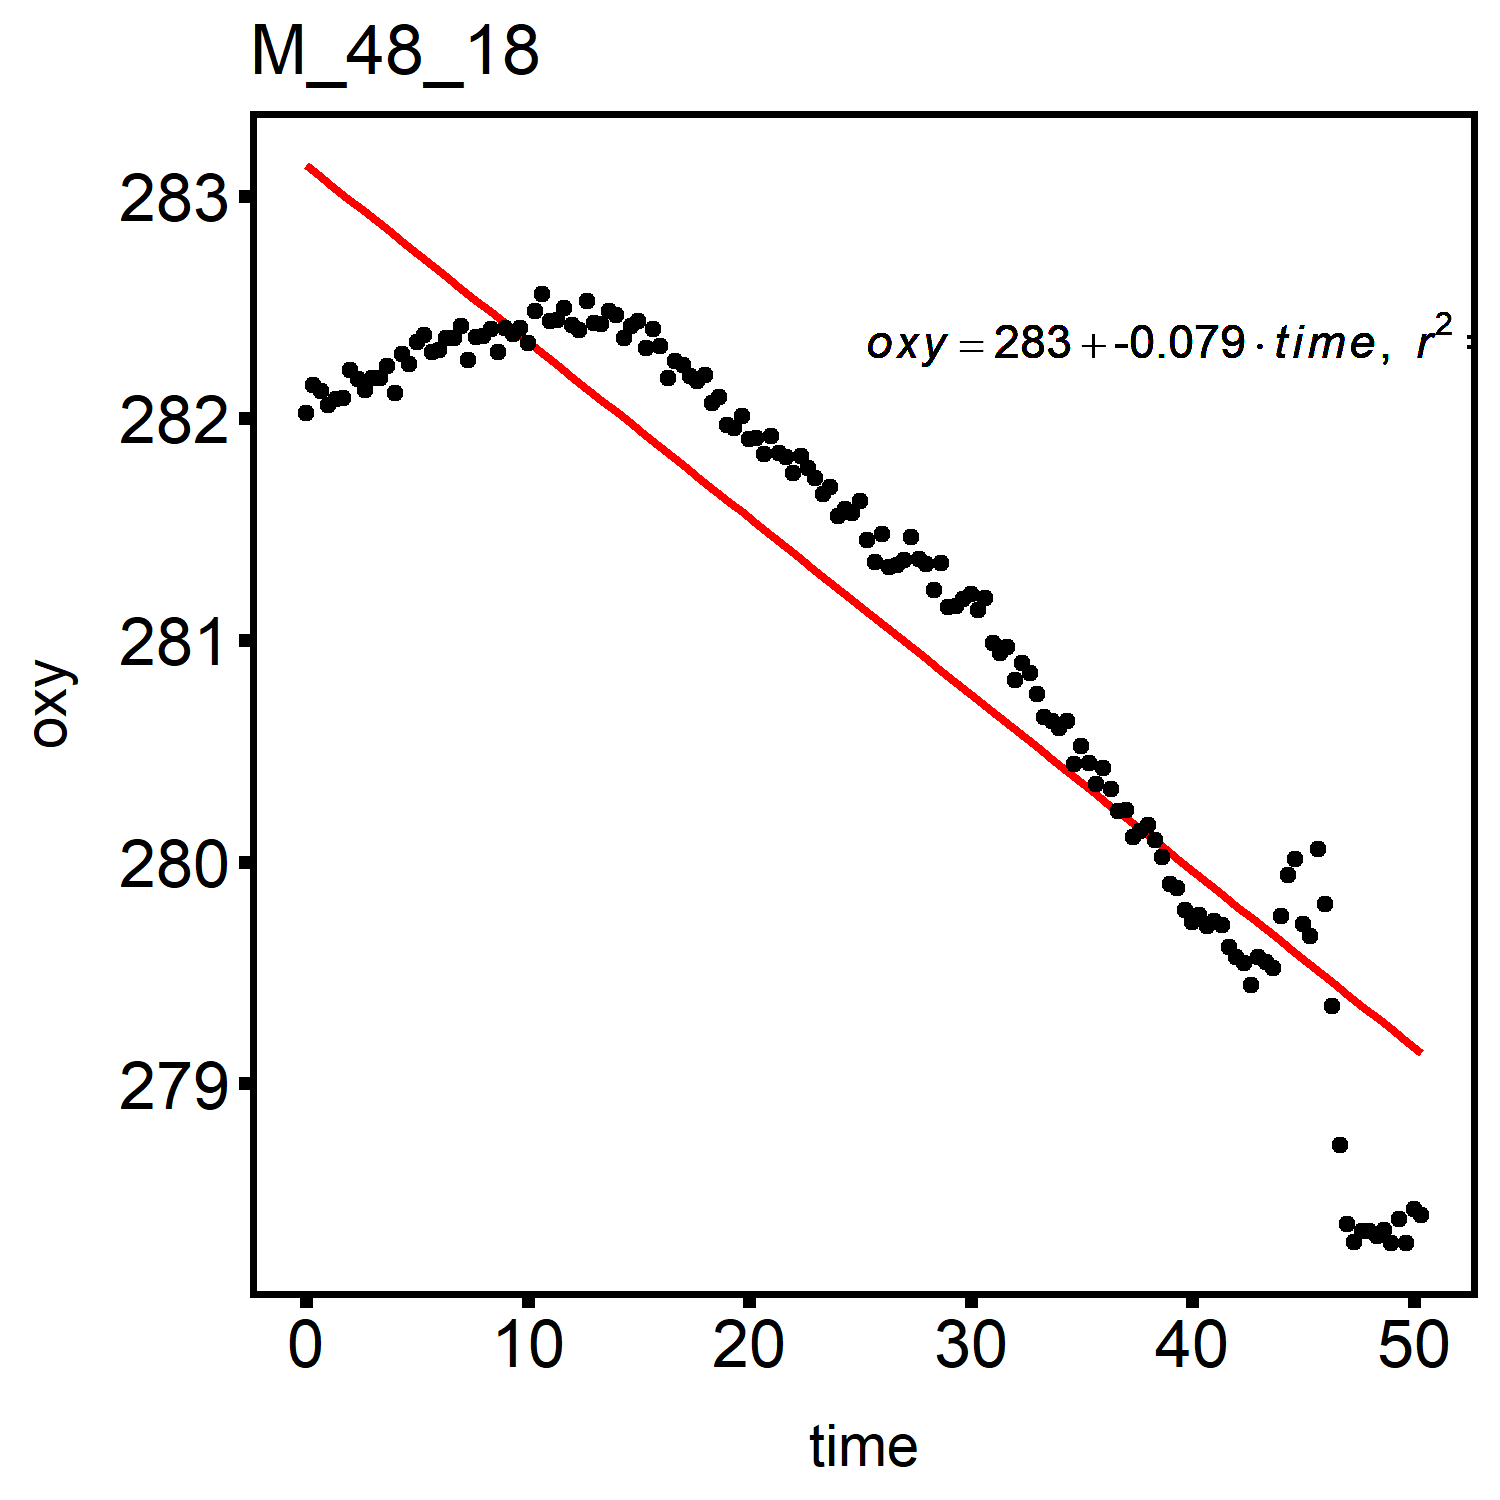 M_48_18
oxy = 283 + -0.079 · time, r² =
283
282
281
280
279
oxy
0 10 20 30 40 50
time